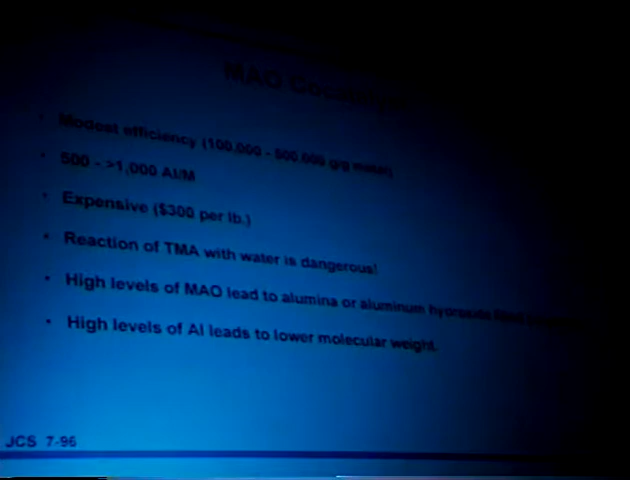 MAO
• Modest efficiency (100,000 - 500,000 g/g metal)
• 500 - >1,000 Al/M
• Expensive ($300 per lb.)
• Reaction of TMA with water is dangerous!
• High levels of MAO lead to alumina or aluminum hydroxide
• High levels of Al leads to lower molecular weight.
JCS 7-96